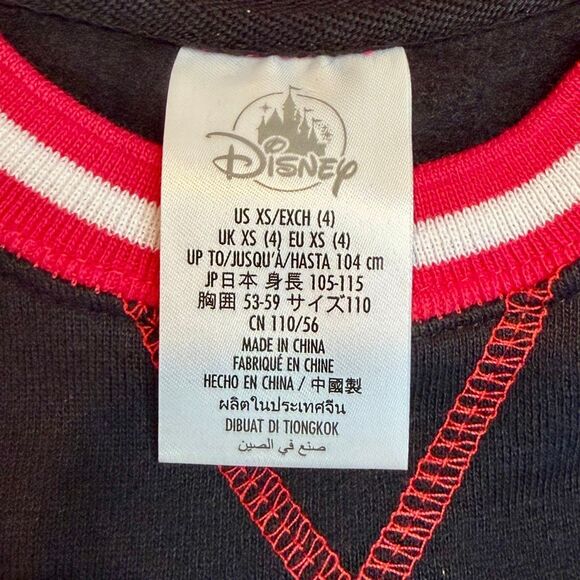 Disney
US XS/EXCH (4)
UK XS (4) EU XS (4)
UP TO/JUSQU'À/HASTA 104 cm
JP日本 身長 105-115
胸囲 53-59 サイズ110
CN 110/56
MADE IN CHINA
FABRIQUÉ EN CHINE
HECHO EN CHINA / 中國製
ผลิตในประเทศจีน
DIBUAT DI TIONGKOK
صنع في الصين